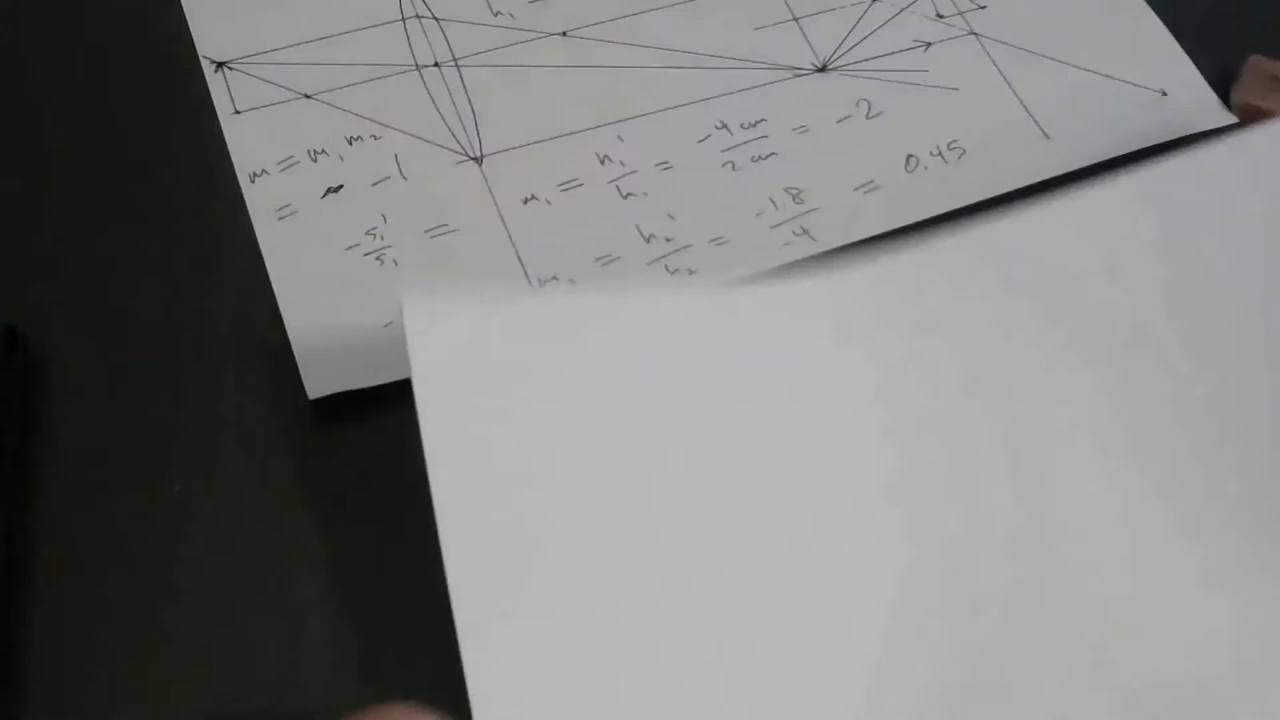 h₁ =
m = m₁ m₂
= -1
-s₁'/s₁ =
m₁ = h₁'/h₁ = -4 cm/2 cm = -2
m₂ = h₂'/h₂ = -1.8/-4 = 0.45